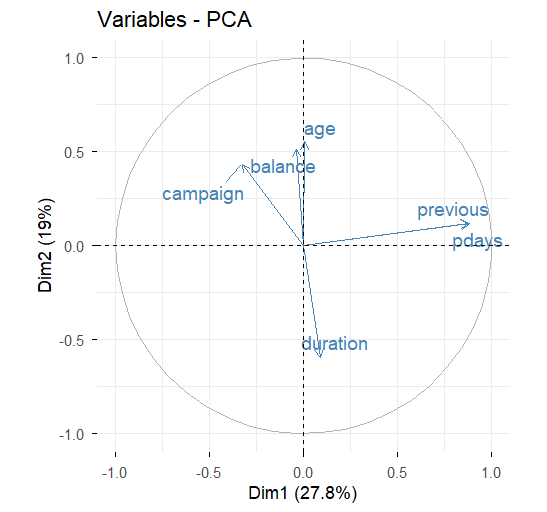 Variables - PCA
1.0
age
0.5
balance
campaign
previous
0.0
pdays
Dim2 (19%)
-0.5
duration
-1.0
-1.0
-0.5
0.0
0.5
1.0
Dim1 (27.8%)